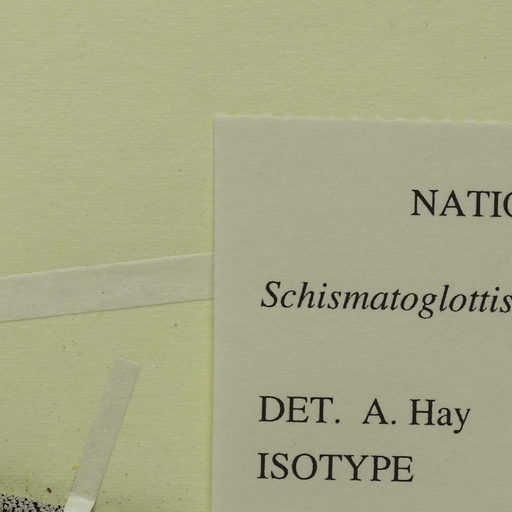 NATIO
Schismatoglottis
DET. A. Hay
ISOTYPE